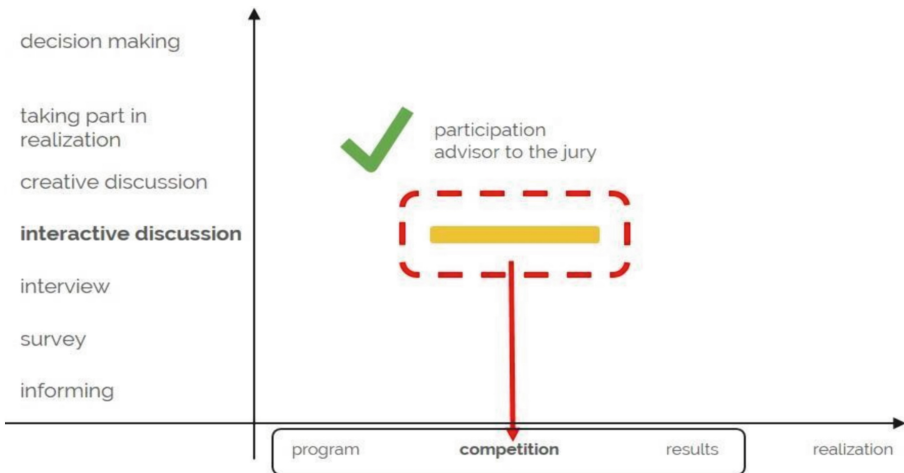 decision making
taking part in
realization
creative discussion
interactive discussion
interview
survey
informing
participation
advisor to the jury
program
competition
results
realization